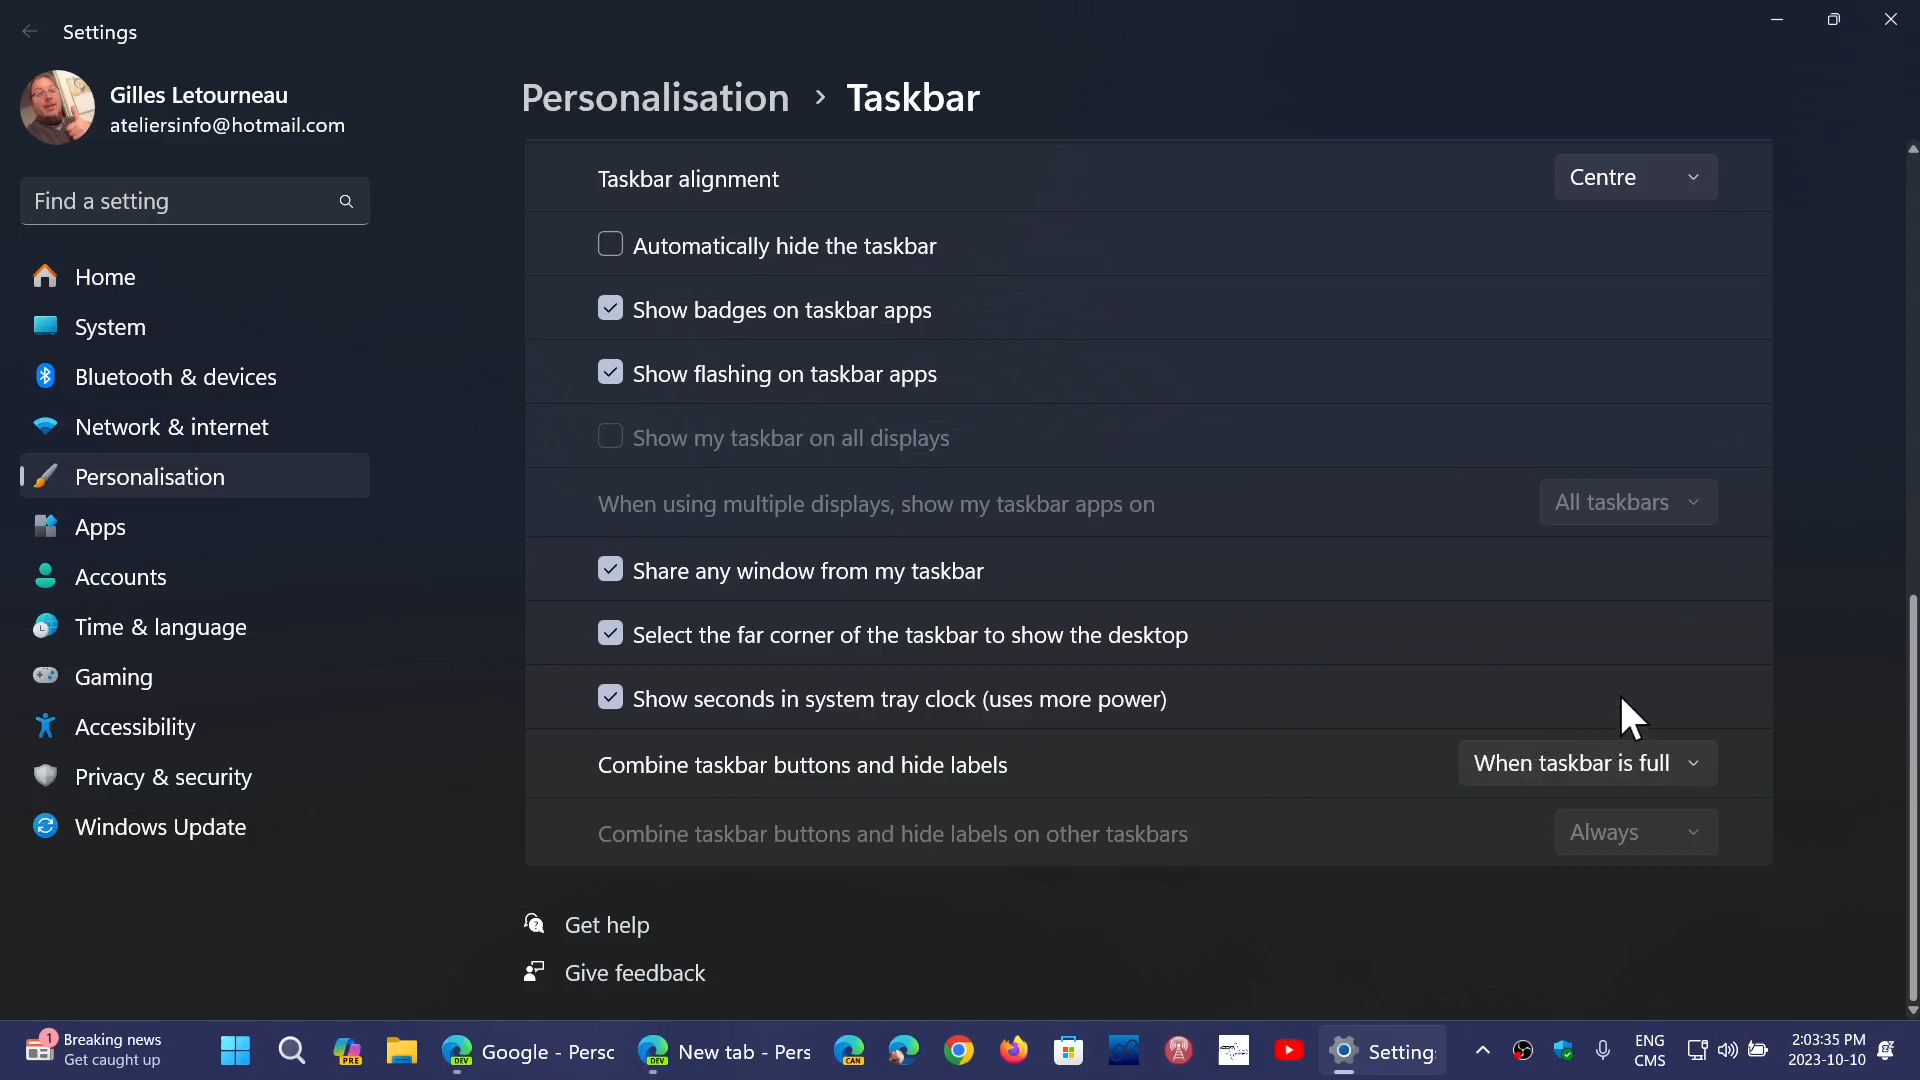 Settings
Gilles Letourneau
ateliersinfo@hotmail.com
Find a setting
Home
System
Bluetooth & devices
Network & internet
Personalisation
Apps
Accounts
Time & language
Gaming
Accessibility
Privacy & security
Windows Update
Personalisation > Taskbar
Taskbar alignment Centre
Automatically hide the taskbar
Show badges on taskbar apps
Show flashing on taskbar apps
Show my taskbar on all displays
When using multiple displays, show my taskbar apps on All taskbars
Share any window from my taskbar
Select the far corner of the taskbar to show the desktop
Show seconds in system tray clock (uses more power)
Combine taskbar buttons and hide labels When taskbar is full
Combine taskbar buttons and hide labels on other taskbars Always
Get help
Give feedback
1
Breaking news
Get caught up
PRE
DEV
Google - Persc
DEV
New tab - Pers
CAN
Setting
ENG
CMS
2:03:35 PM
2023-10-10